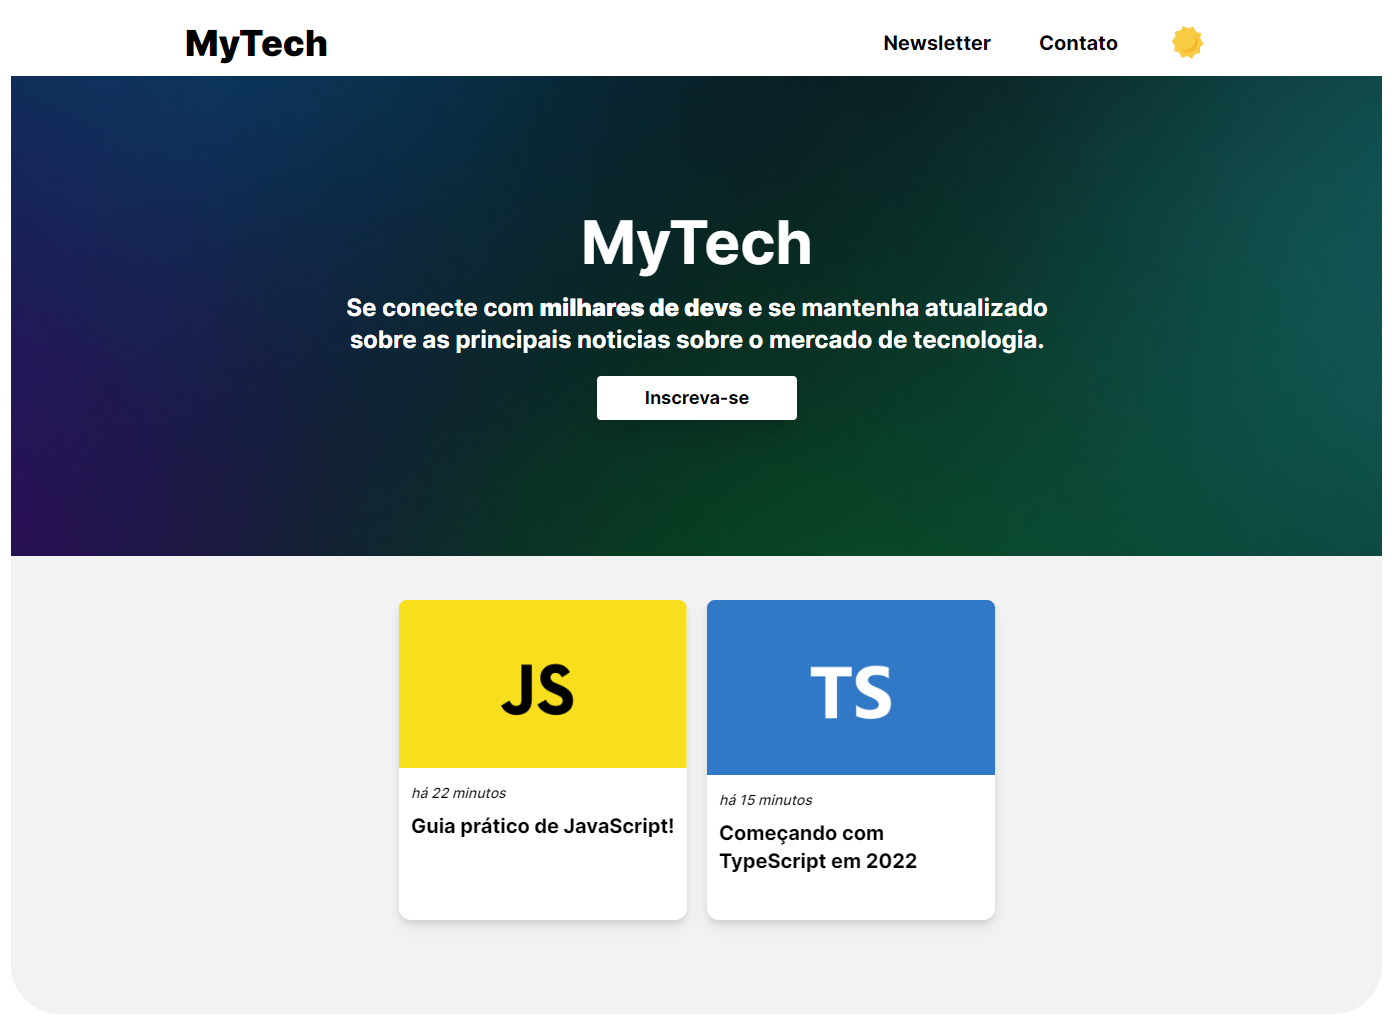 MyTech
Newsletter
Contato
MyTech
Se conecte com milhares de devs e se mantenha atualizado
sobre as principais noticias sobre o mercado de tecnologia.
Inscreva-se
JS
há 22 minutos
Guia prático de JavaScript!
TS
há 15 minutos
Começando com
TypeScript em 2022